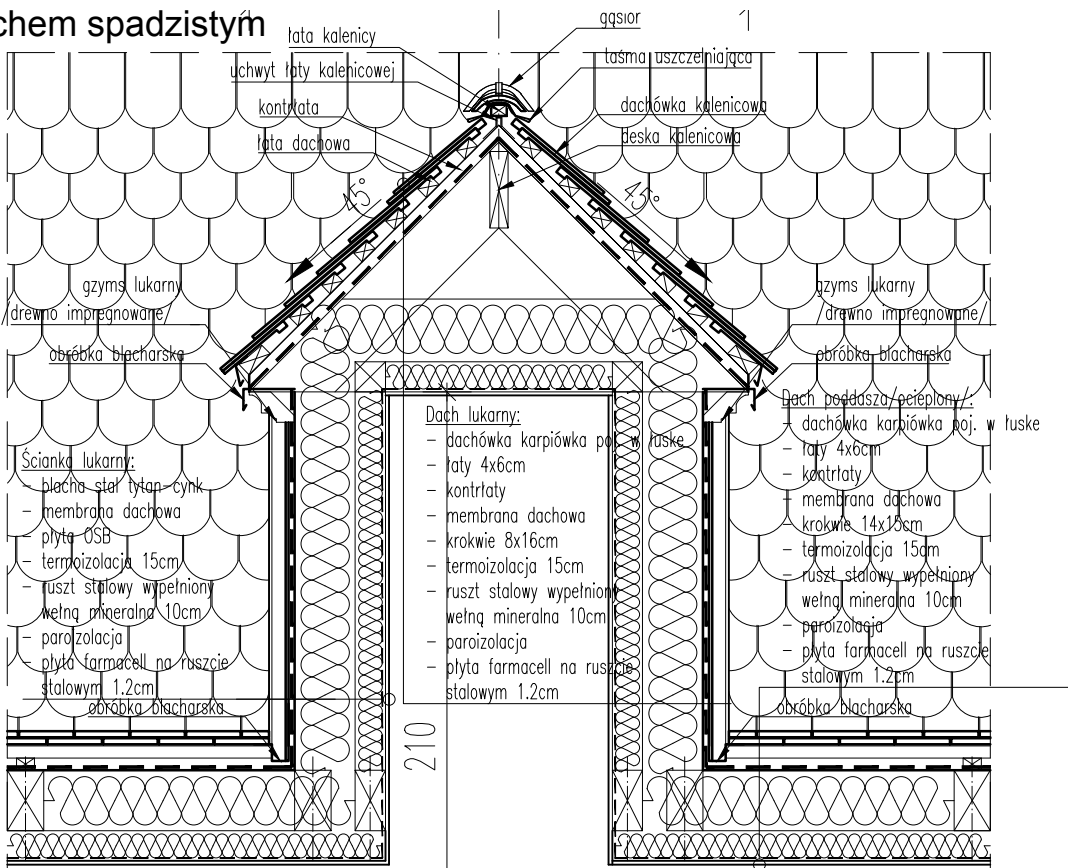 chem spadzistym
łata kalenicy
uchwyt łaty kalenicowej
kontrłata
łata dachowa
gąsior
taśma uszczelniająca
dachówka kalenicowa
deska kalenicowa
45°
45°
gzyms lukarny
/drewno impregnowane/
obróbka blacharska
gzyms lukarny
/drewno impregnowane/
obróbka blacharska
Ścianka lukarny:
- blacha stal tytan-cynk
- membrana dachowa
- płyta OSB
- termoizolacja 15cm
- ruszt stalowy wypełniony
wełną mineralna 10cm
- paroizolacja
- płyta farmacell na ruszcie
stalowym 1.2cm
obróbka blacharska
Dach lukarny:
- dachówka karpiówka poj. w łuske
- łaty 4x6cm
- kontrłaty
- membrana dachowa
- krokwie 8x16cm
- termoizolacja 15cm
- ruszt stalowy wypełniony
wełną mineralna 10cm
- paroizolacja
- płyta farmacell na ruszcie
stalowym 1.2cm
210
Dach poddasza/ocieplony/:
- dachówka karpiówka poj. w łuske
- łaty 4x6cm
- kontrłaty
- membrana dachowa
- krokwie 14x15cm
- termoizolacja 15cm
- ruszt stalowy wypełniony
wełną mineralna 10cm
- paroizolacja
- płyta farmacell na ruszcie
stalowym 1.2cm
obróbka blacharska